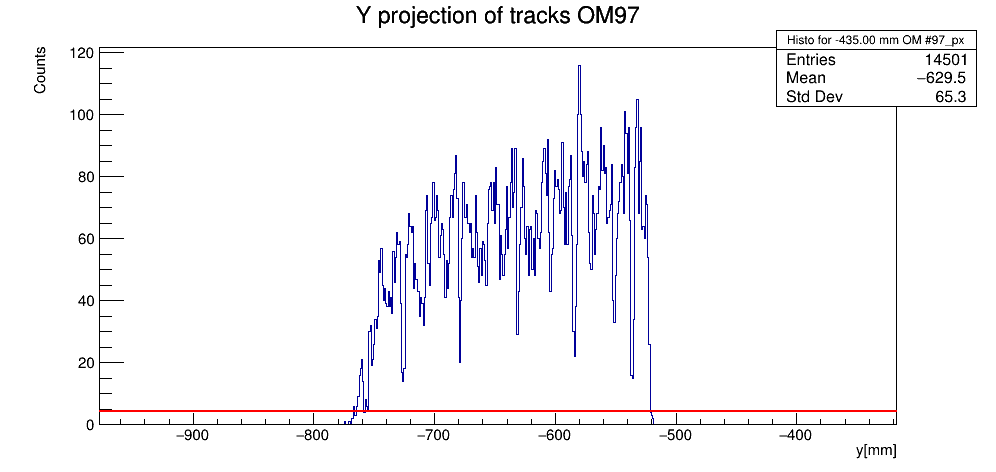 Y projection of tracks OM97
Histo for -435.00 mm OM #97_px
Entries 14501
Mean −629.5
Std Dev 65.3
Counts
120
100
80
60
40
20
0
−900 −800 −700 −600 −500 −400
y[mm]